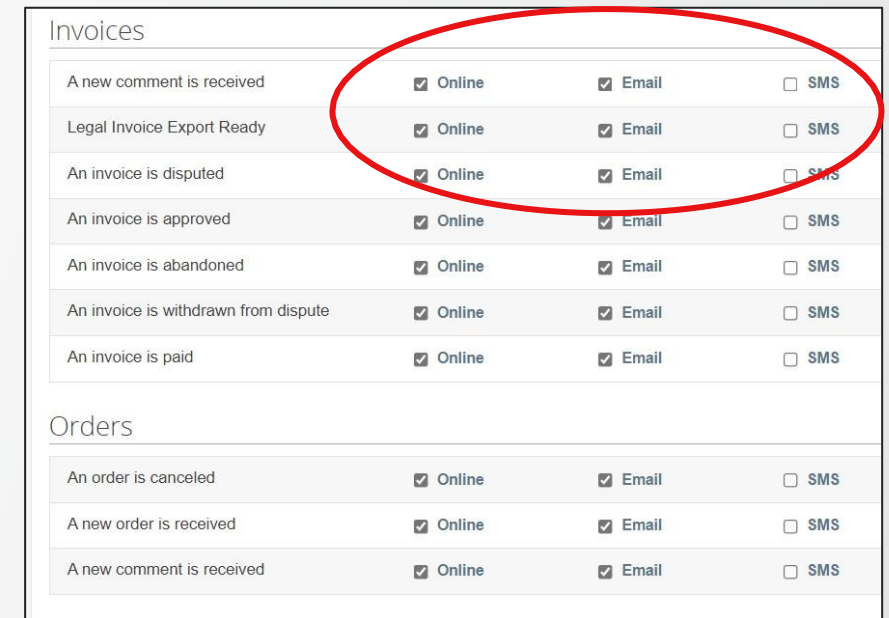 Invoices
A new comment is received Online Email SMS
Legal Invoice Export Ready Online Email SMS
An invoice is disputed Online Email SMS
An invoice is approved Online Email SMS
An invoice is abandoned Online Email SMS
An invoice is withdrawn from dispute Online Email SMS
An invoice is paid Online Email SMS
Orders
An order is canceled Online Email SMS
A new order is received Online Email SMS
A new comment is received Online Email SMS